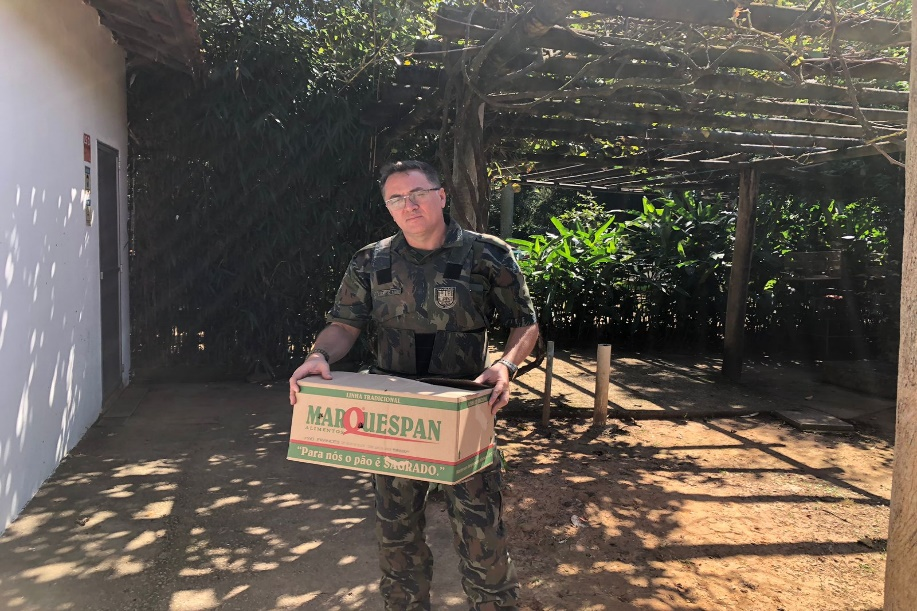 LINHA TRADICIONAL
MARQUESPAN
ALIMENTOS
"Para nós o pão é SAGRADO."